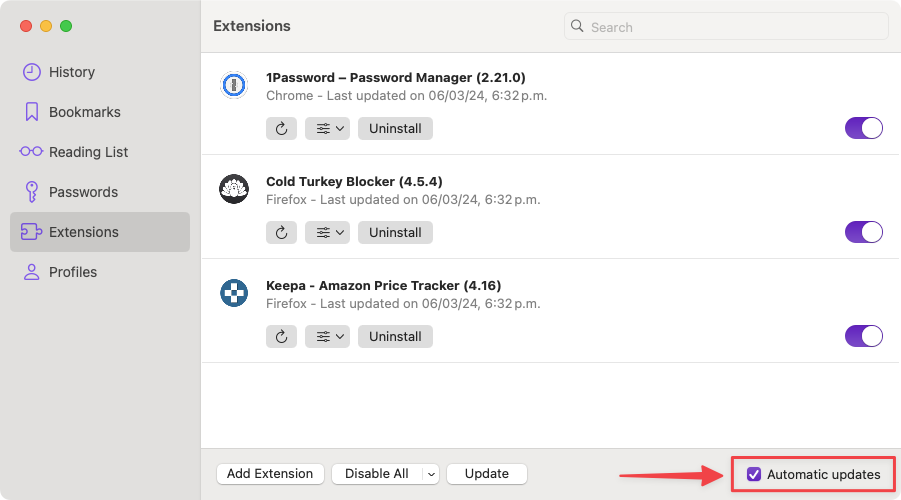 Extensions
Search
History
Bookmarks
Reading List
Passwords
Extensions
Profiles
1Password – Password Manager (2.21.0)
Chrome - Last updated on 06/03/24, 6:32 p.m.
Uninstall
Cold Turkey Blocker (4.5.4)
Firefox - Last updated on 06/03/24, 6:32 p.m.
Uninstall
Keepa - Amazon Price Tracker (4.16)
Firefox - Last updated on 06/03/24, 6:32 p.m.
Uninstall
Add Extension
Disable All
Update
Automatic updates